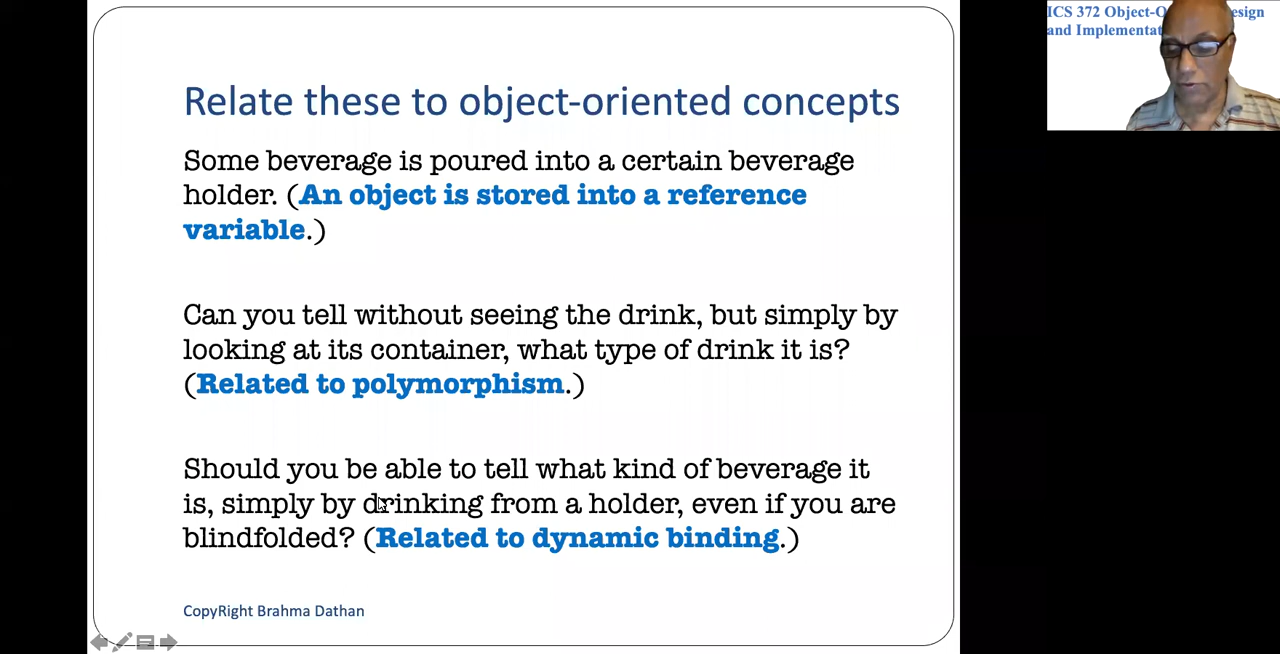 Relate these to object-oriented concepts
Some beverage is poured into a certain beverage
holder. (An object is stored into a reference
variable.)
Can you tell without seeing the drink, but simply by
looking at its container, what type of drink it is?
(Related to polymorphism.)
Should you be able to tell what kind of beverage it
is, simply by drinking from a holder, even if you are
blindfolded? (Related to dynamic binding.)
CopyRight Brahma Dathan
ICS 372 Object-O esign
and Implementat